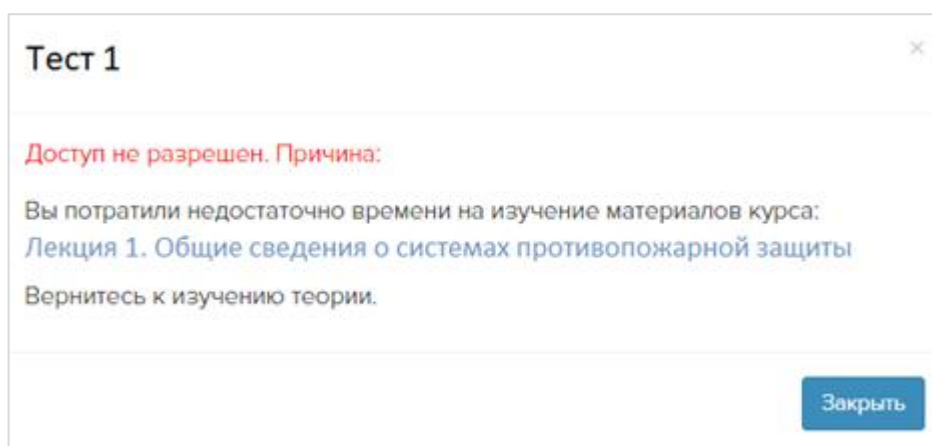 Тест 1
Доступ не разрешен. Причина:
Вы потратили недостаточно времени на изучение материалов курса:
Лекция 1. Общие сведения о системах противопожарной защиты
Вернитесь к изучению теории.
Закрыть